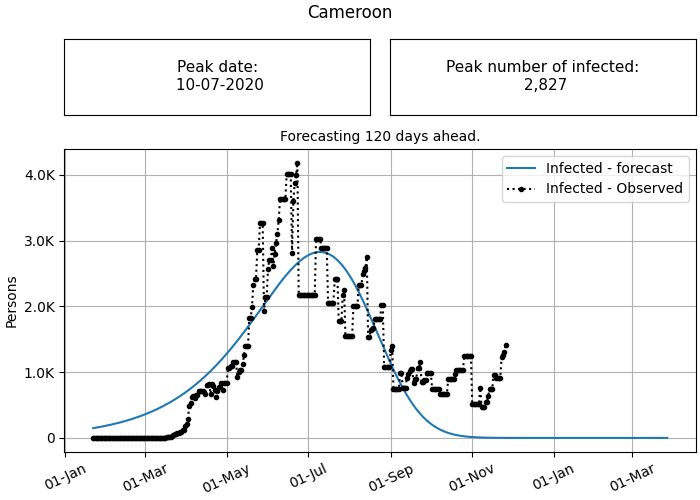 Cameroon
Peak date:
10-07-2020
Peak number of infected:
2,827
Forecasting 120 days ahead.
Infected - forecast
Infected - Observed
Persons
4.0K
3.0K
2.0K
1.0K
0
01-Jan
01-Mar
01-May
01-Jul
01-Sep
01-Nov
01-Jan
01-Mar